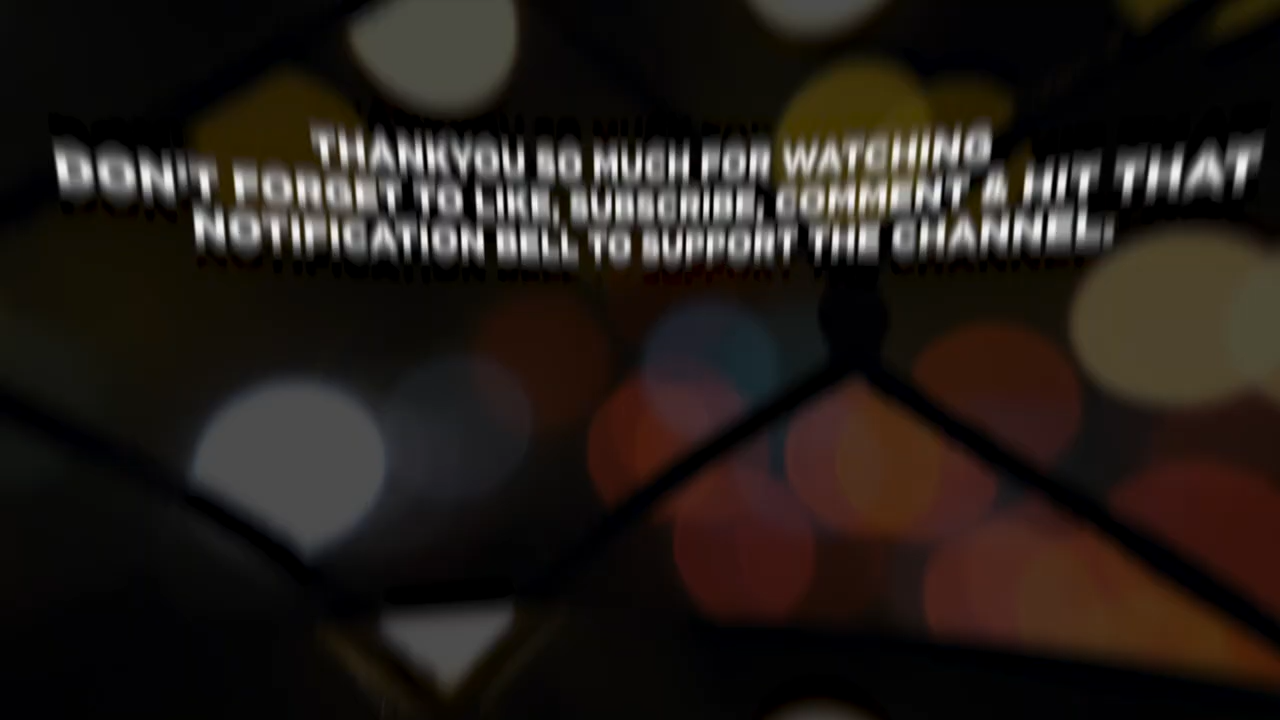 THANKYOU SO MUCH FOR WATCHING
DON'T FORGET TO LIKE, SUBSCRIBE, COMMENT & HIT THAT
NOTIFICATION BELL TO SUPPORT THE CHANNEL.